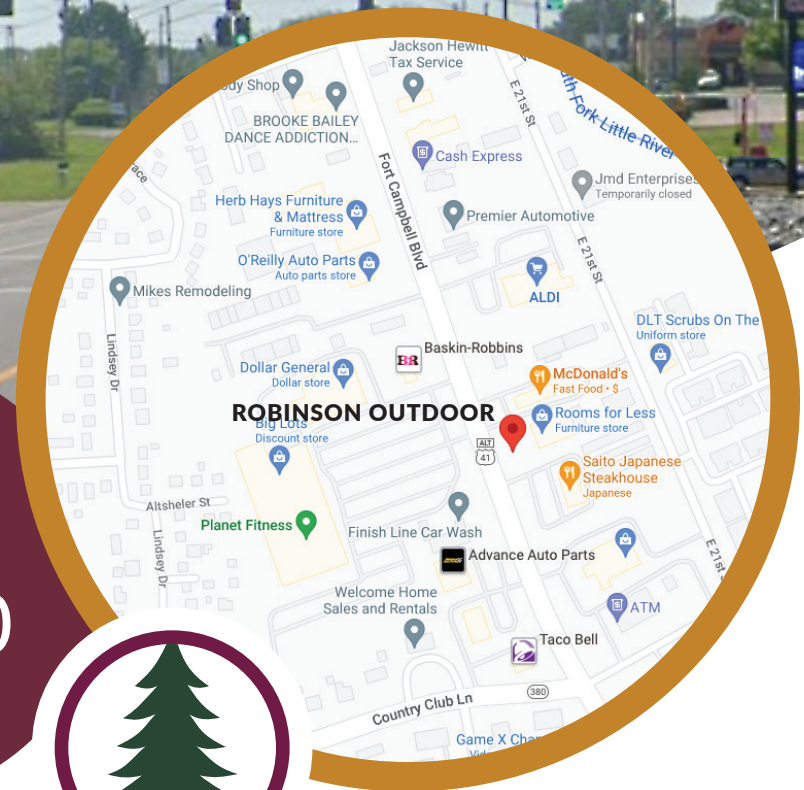 Jackson Hewitt
Tax Service
dy Shop
BROOKE BAILEY
DANCE ADDICTION...
E 21st St
th Fork Little River
Cash Express
Fort Campbell Blvd
Jmd Enterprises
Temporarily closed
ace
Herb Hays Furniture
& Mattress
Furniture store
Premier Automotive
E 21st St
O'Reilly Auto Parts
Auto parts store
Mikes Remodeling
ALDI
DLT Scrubs On The
Uniform store
Lindsey Dr
BR
Baskin-Robbins
Dollar General
Dollar store
McDonald's
Fast Food • $
ROBINSON OUTDOOR
Rooms for Less
Furniture store
Big Lots
Discount store
ALT
41
Saito Japanese
Steakhouse
Japanese
Altsheler St
Planet Fitness
Finish Line Car Wash
Lindsey Dr
Advance Auto Parts
E 21st
Welcome Home
Sales and Rentals
ATM
Taco Bell
380
Country Club Ln
Game X Cha